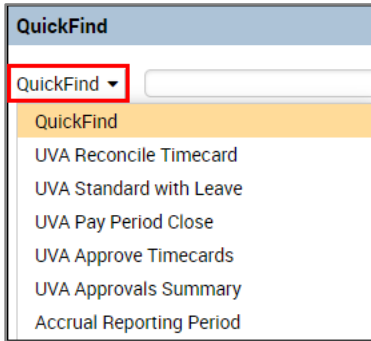 QuickFind
QuickFind
QuickFind
UVA Reconcile Timecard
UVA Standard with Leave
UVA Pay Period Close
UVA Approve Timecards
UVA Approvals Summary
Accrual Reporting Period